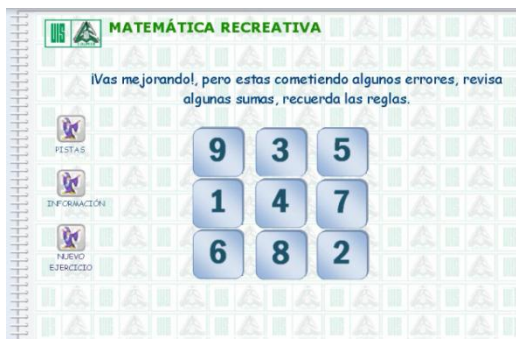 UIS
MATEMÁTICA RECREATIVA
¡Vas mejorando!, pero estas cometiendo algunos errores, revisa
algunas sumas, recuerda las reglas.
PISTAS
INFORMACIÓN
NUEVO
EJERCICIO
9 3 5
1 4 7
6 8 2